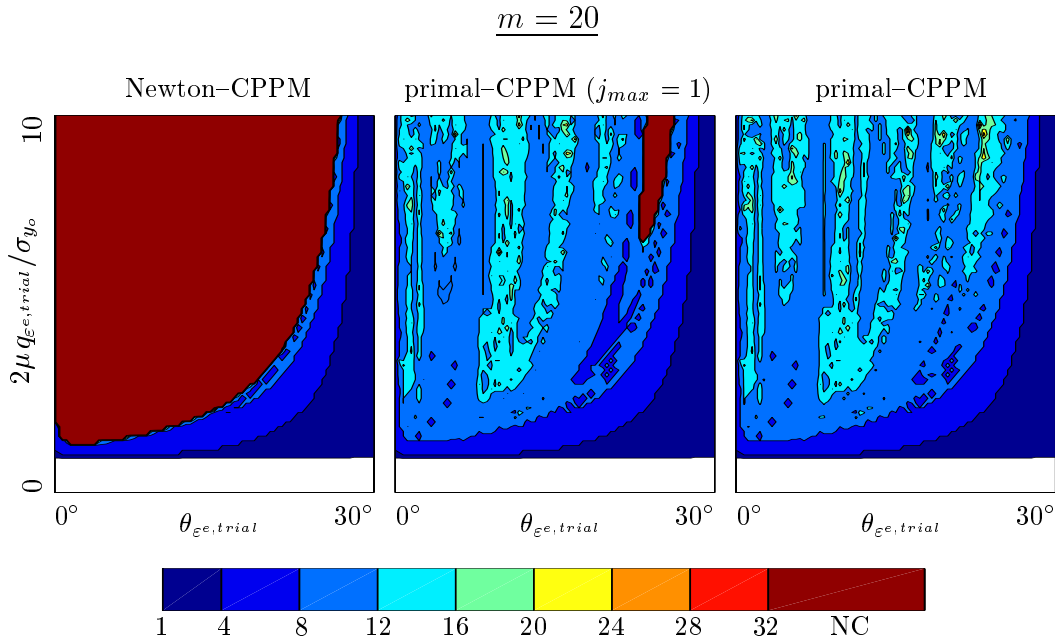 m = 20
Newton–CPPM
primal–CPPM (j_max = 1)
primal–CPPM
2μ q_ε^e,trial /σ_y_o
10
0
0° θ_ε^e,trial 30°
0° θ_ε^e,trial 30°
0° θ_ε^e,trial 30°
1 4 8 12 16 20 24 28 32 NC